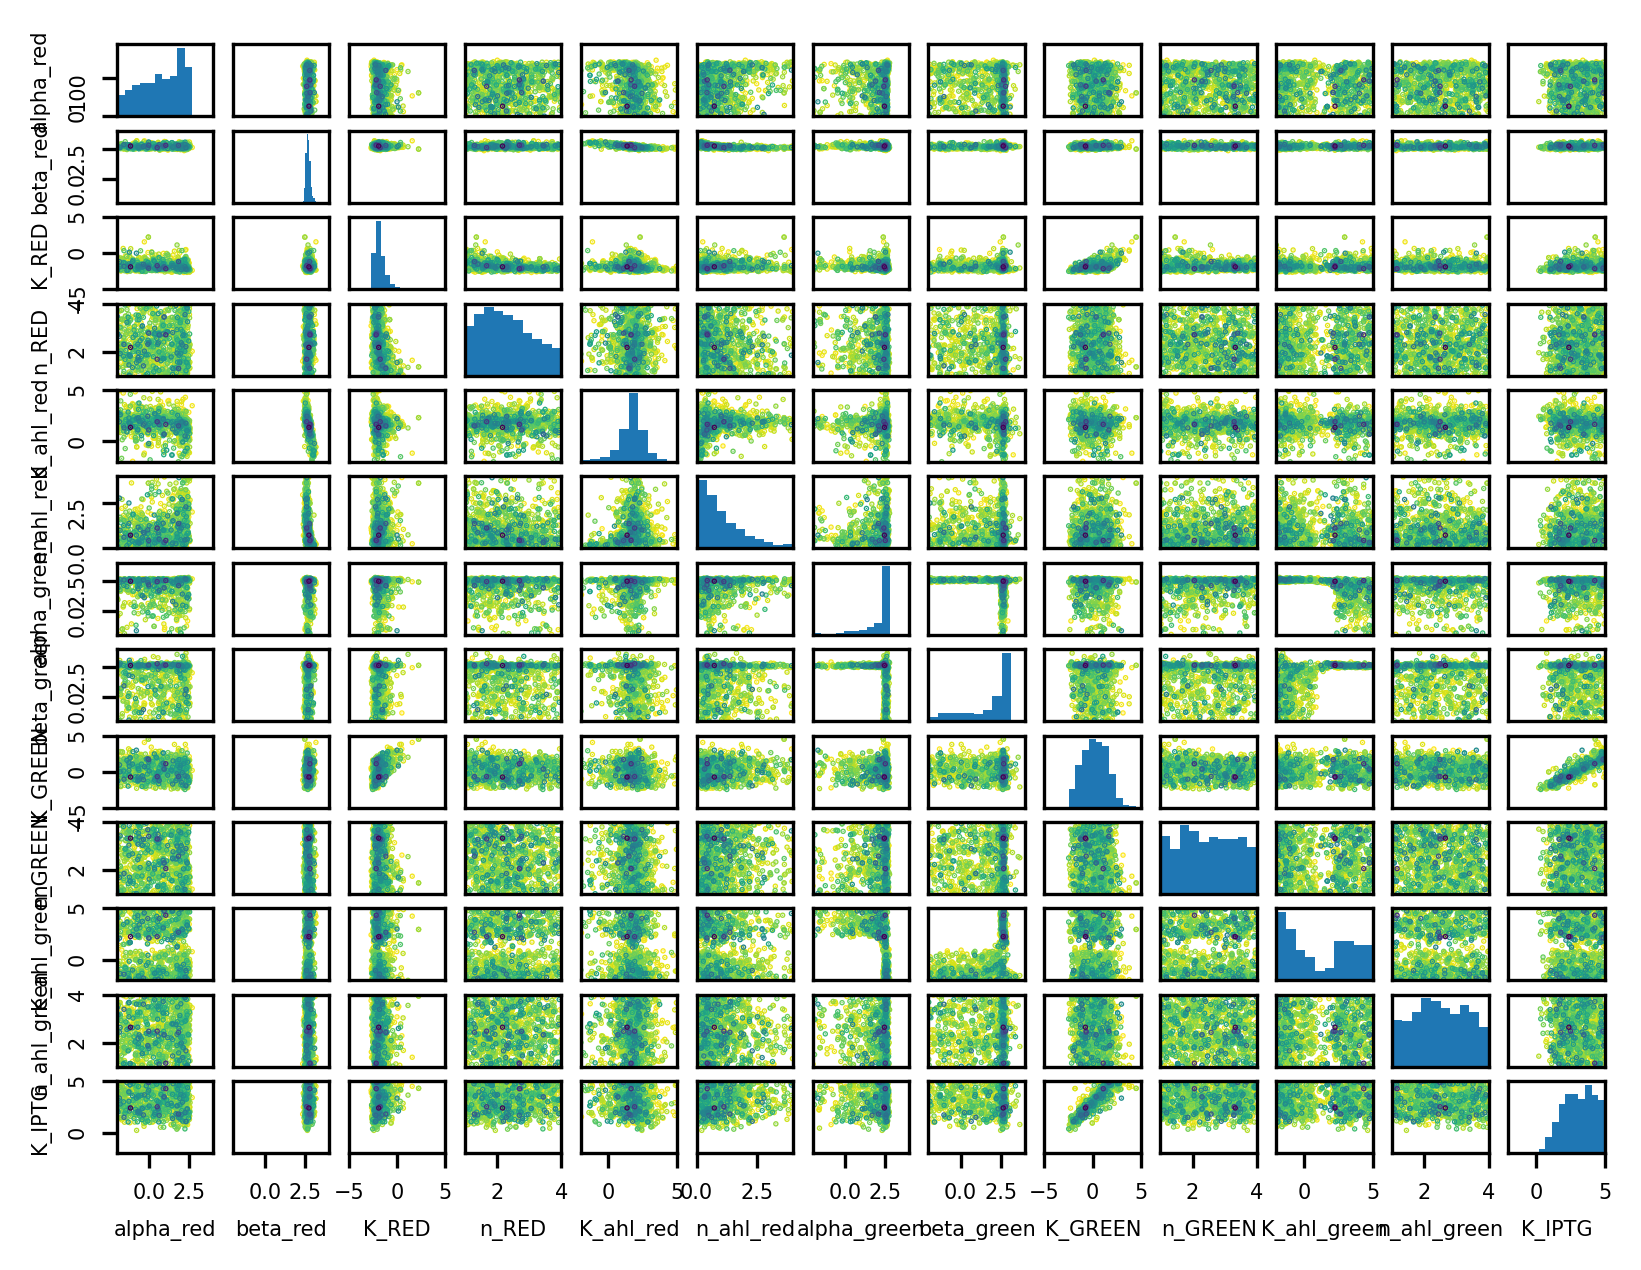 alpha_red
0100
beta_red
0.02.5
K_RED
5
0
n_RED
45
2
K_ahl_red
5
0
n_ahl_red
2.5
alpha_green
50.0
0.02.5
beta_green
0.02.5
K_GREEN
5
0
n_GREEN
45
2
K_ahl_green
5
0
n_ahl_green
4
2
K_IPTG
5
0
0.0 2.5 0.0 2.5 −5 0 5 2 4 0 5 0.0 2.5 0.0 2.5 0.0 2.5 −5 0 5 2 4 0 5 2 4 0 5
alpha_red beta_red K_RED n_RED K_ahl_red n_ahl_red alpha_green beta_green K_GREEN n_GREEN K_ahl_green n_ahl_green K_IPTG